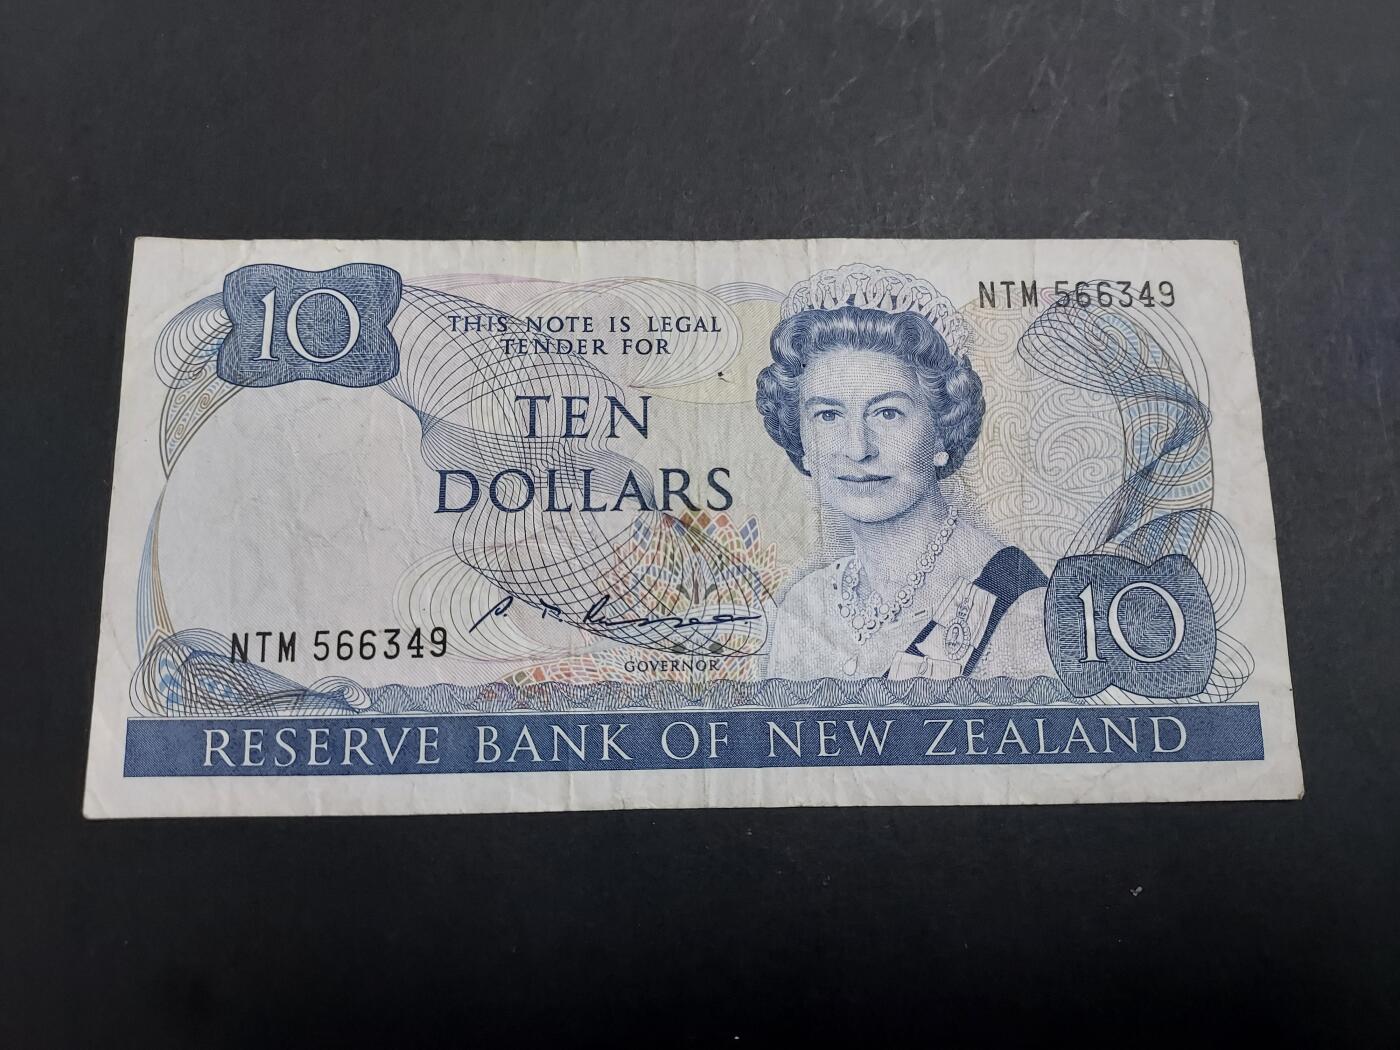 10
NTM 566349
THIS NOTE IS LEGAL
TENDER FOR
TEN
DOLLARS
NTM 566349
GOVERNOR
10
RESERVE BANK OF NEW ZEALAND